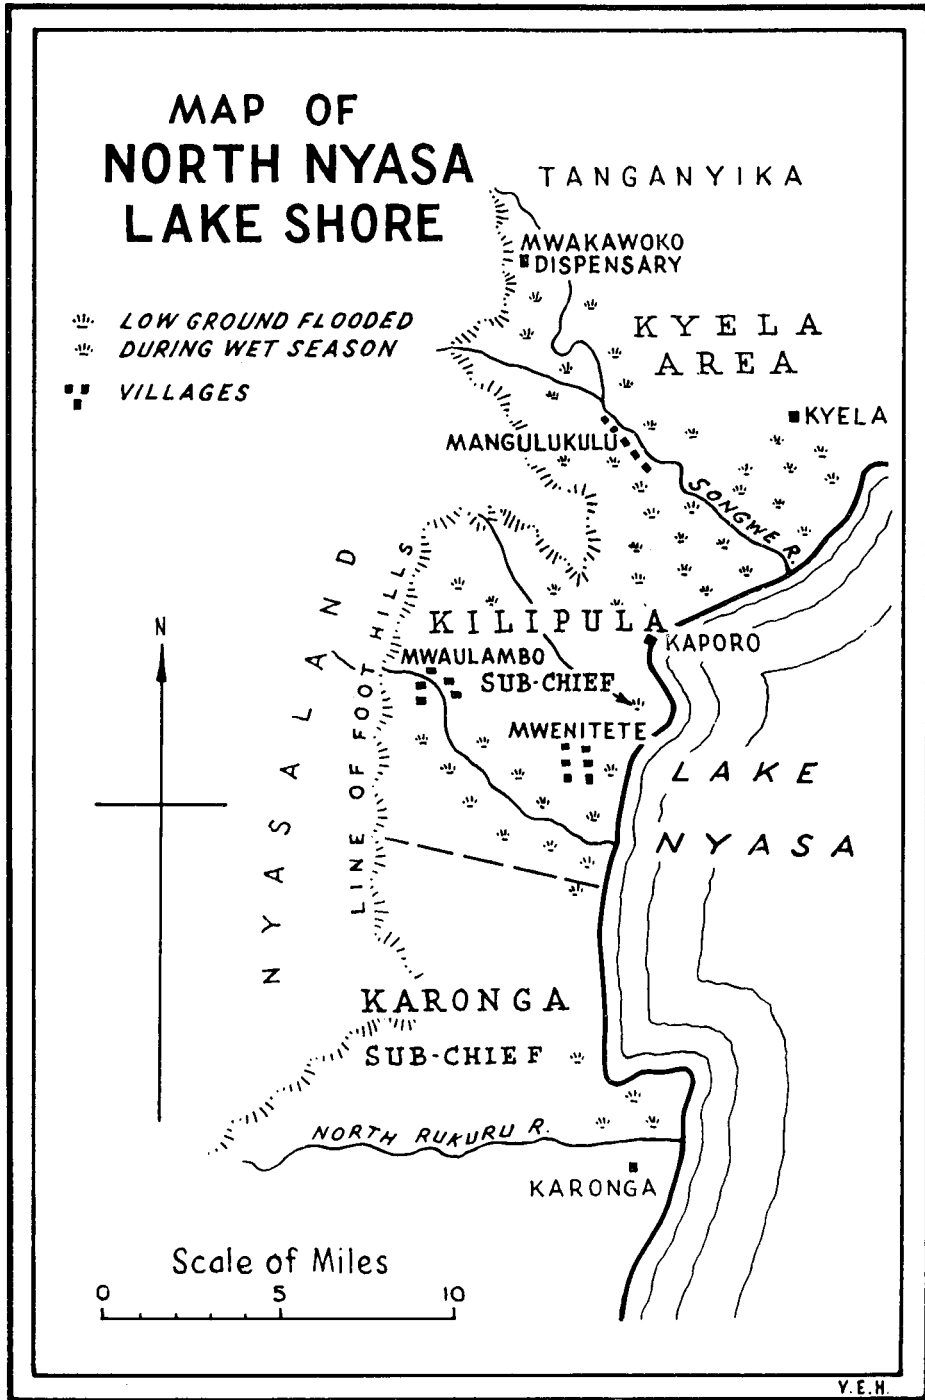 MAP OF
NORTH NYASA
LAKE SHORE
TANGANYIKA
MWAKAWOKO
DISPENSARY
LOW GROUND FLOODED
DURING WET SEASON
VILLAGES
KYELA
AREA
KYELA
MANGULUKULU
SONGWE R.
NYASALAND
LINE OF FOOT HILLS
N
KILIPULA
KAPORO
MWAULAMBO
SUB-CHIEF
MWENITETE
LAKE
NYASA
KARONGA
SUB-CHIEF
NORTH RUKURU R.
KARONGA
Scale of Miles
0 5 10
V.E.H.